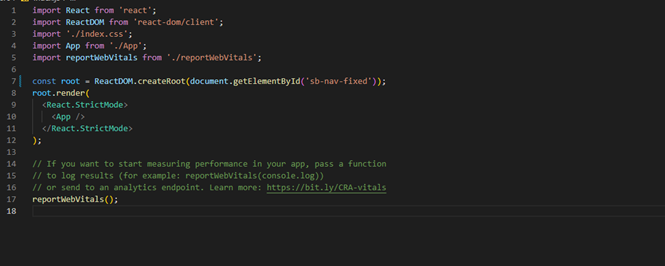 1 import React from 'react';
2 import ReactDOM from 'react-dom/client';
3 import './index.css';
4 import App from './App';
5 import reportWebVitals from './reportWebVitals';
6
7 const root = ReactDOM.createRoot(document.getElementById('sb-nav-fixed'));
8 root.render(
9   <React.StrictMode>
10     <App />
11   </React.StrictMode>
12 );
13
14 // If you want to start measuring performance in your app, pass a function
15 // to log results (for example: reportWebVitals(console.log))
16 // or send to an analytics endpoint. Learn more: https://bit.ly/CRA-vitals
17 reportWebVitals();
18